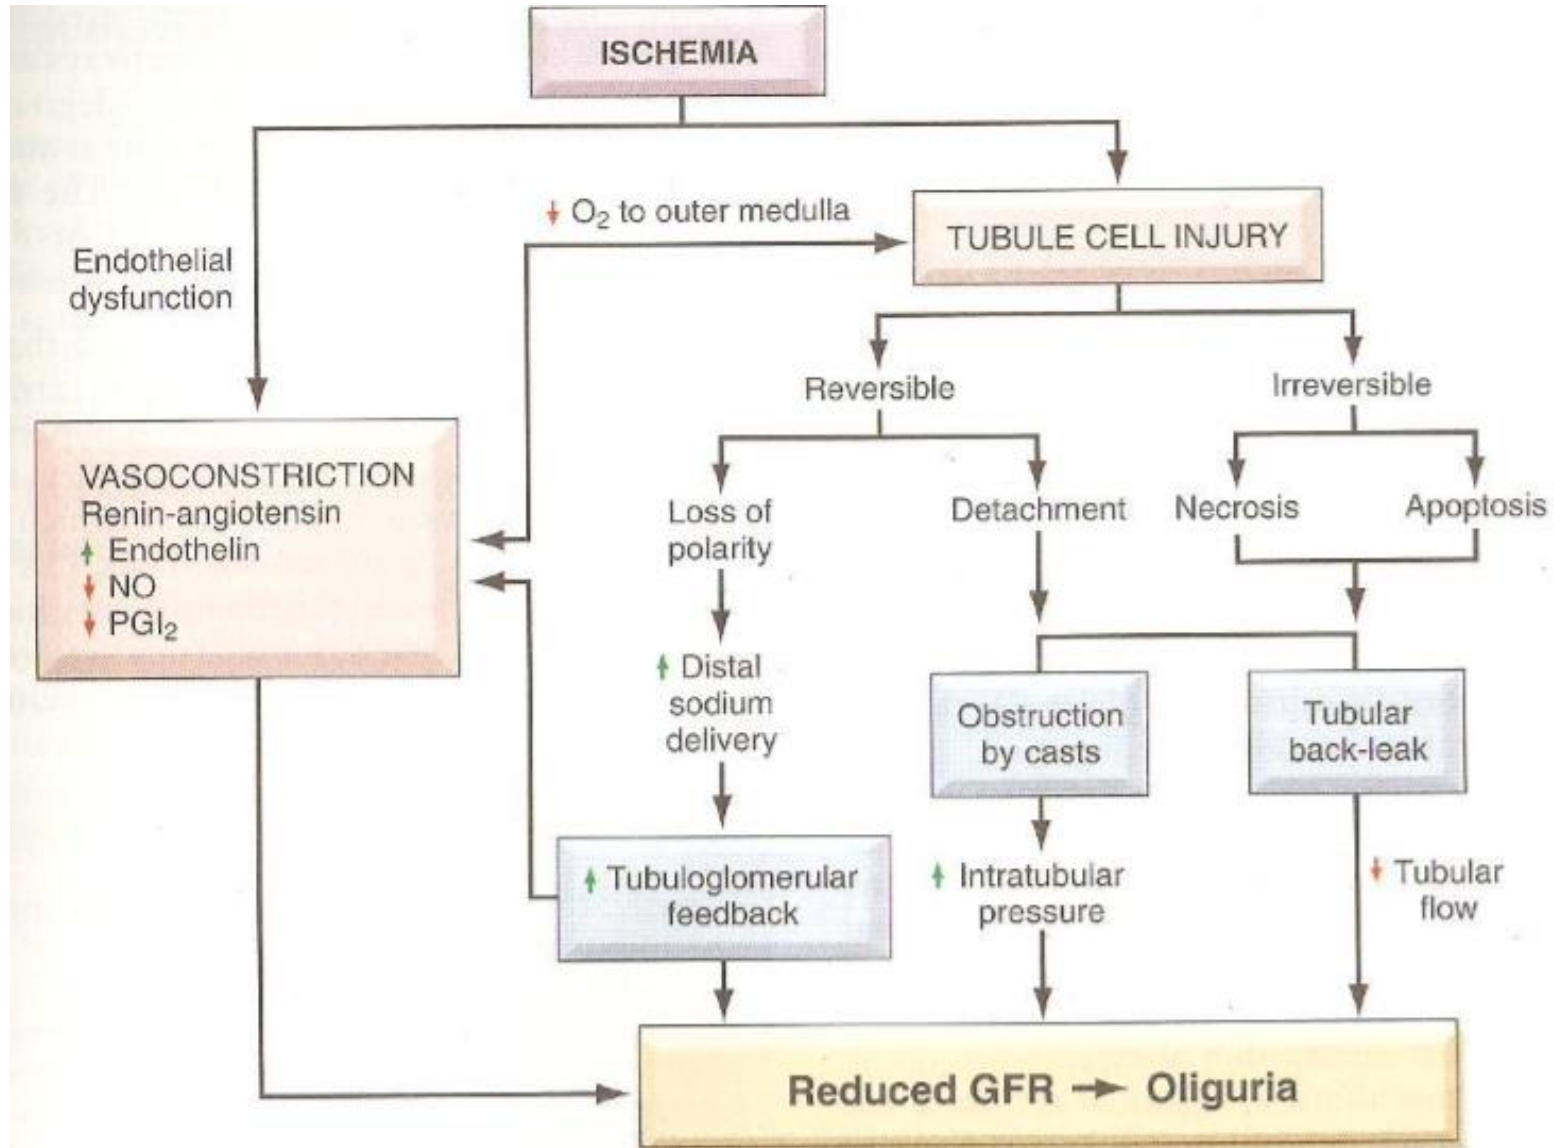 ISCHEMIA
↓ O₂ to outer medulla
TUBULE CELL INJURY
Endothelial
dysfunction
Reversible
Irreversible
VASOCONSTRICTION
Renin-angiotensin
↑ Endothelin
↓ NO
↓ PGI₂
Loss of
polarity
Detachment
Necrosis
Apoptosis
↑ Distal
sodium
delivery
Obstruction
by casts
Tubular
back-leak
↑ Tubuloglomerular
feedback
↑ Intratubular
pressure
↓ Tubular
flow
Reduced GFR → Oliguria